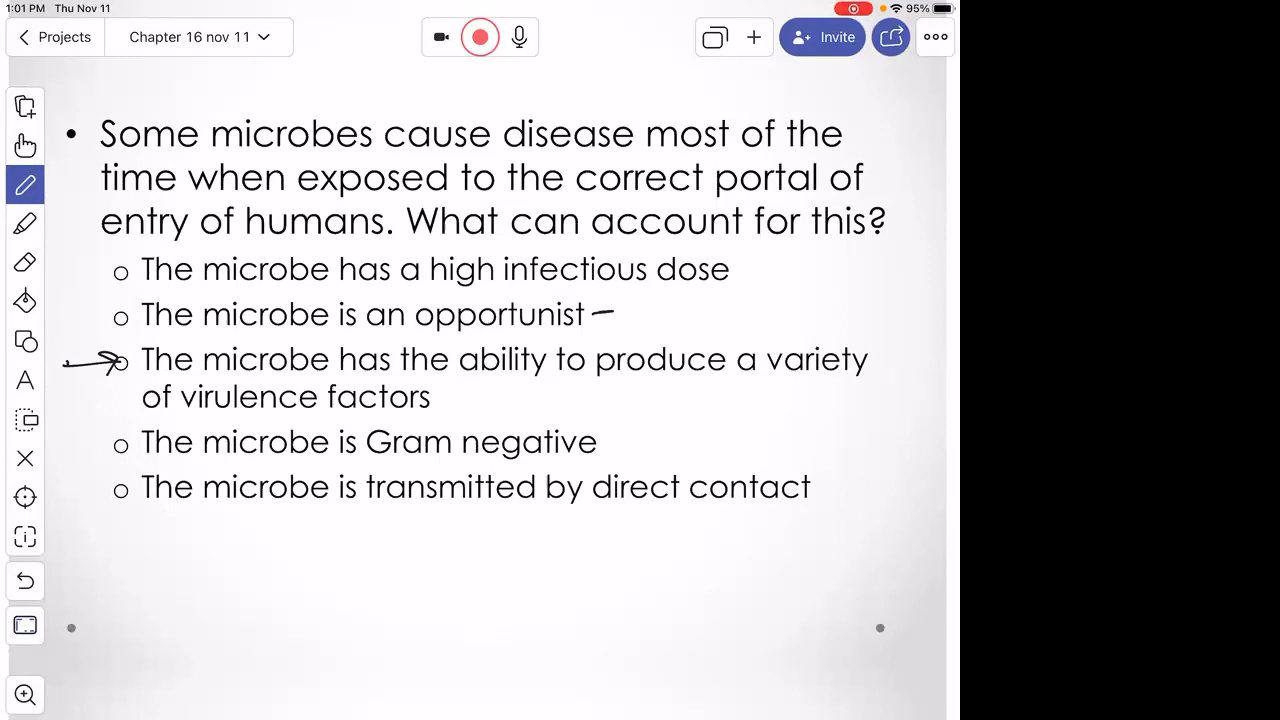 1:01 PM Thu Nov 11
95%
Projects
Chapter 16 nov 11
Invite
• Some microbes cause disease most of the
time when exposed to the correct portal of
entry of humans. What can account for this?
o The microbe has a high infectious dose
o The microbe is an opportunist
o The microbe has the ability to produce a variety
of virulence factors
o The microbe is Gram negative
o The microbe is transmitted by direct contact
A